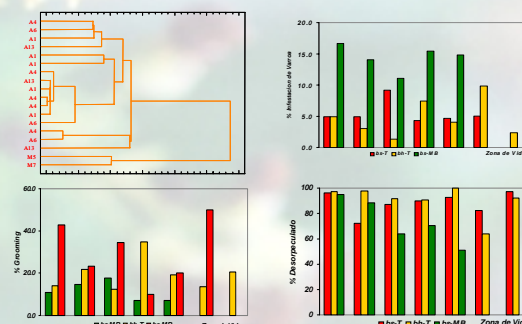 A4
A6
A1
A13
A1
A1
A4
A13
A1
A4
A4
A1
A6
A4
A6
A13
M5
M7
% Infestacion de Varroa
20.0
15.0
10.0
5.0
0.0
bs-T bh-T bs-MB Zona de Vid
% Grooming
60.0
40.0
20.0
0.0
% Desorpeculado
100
80
60
40
20
0
bs-T bh-T bs-MB Zona de Vid